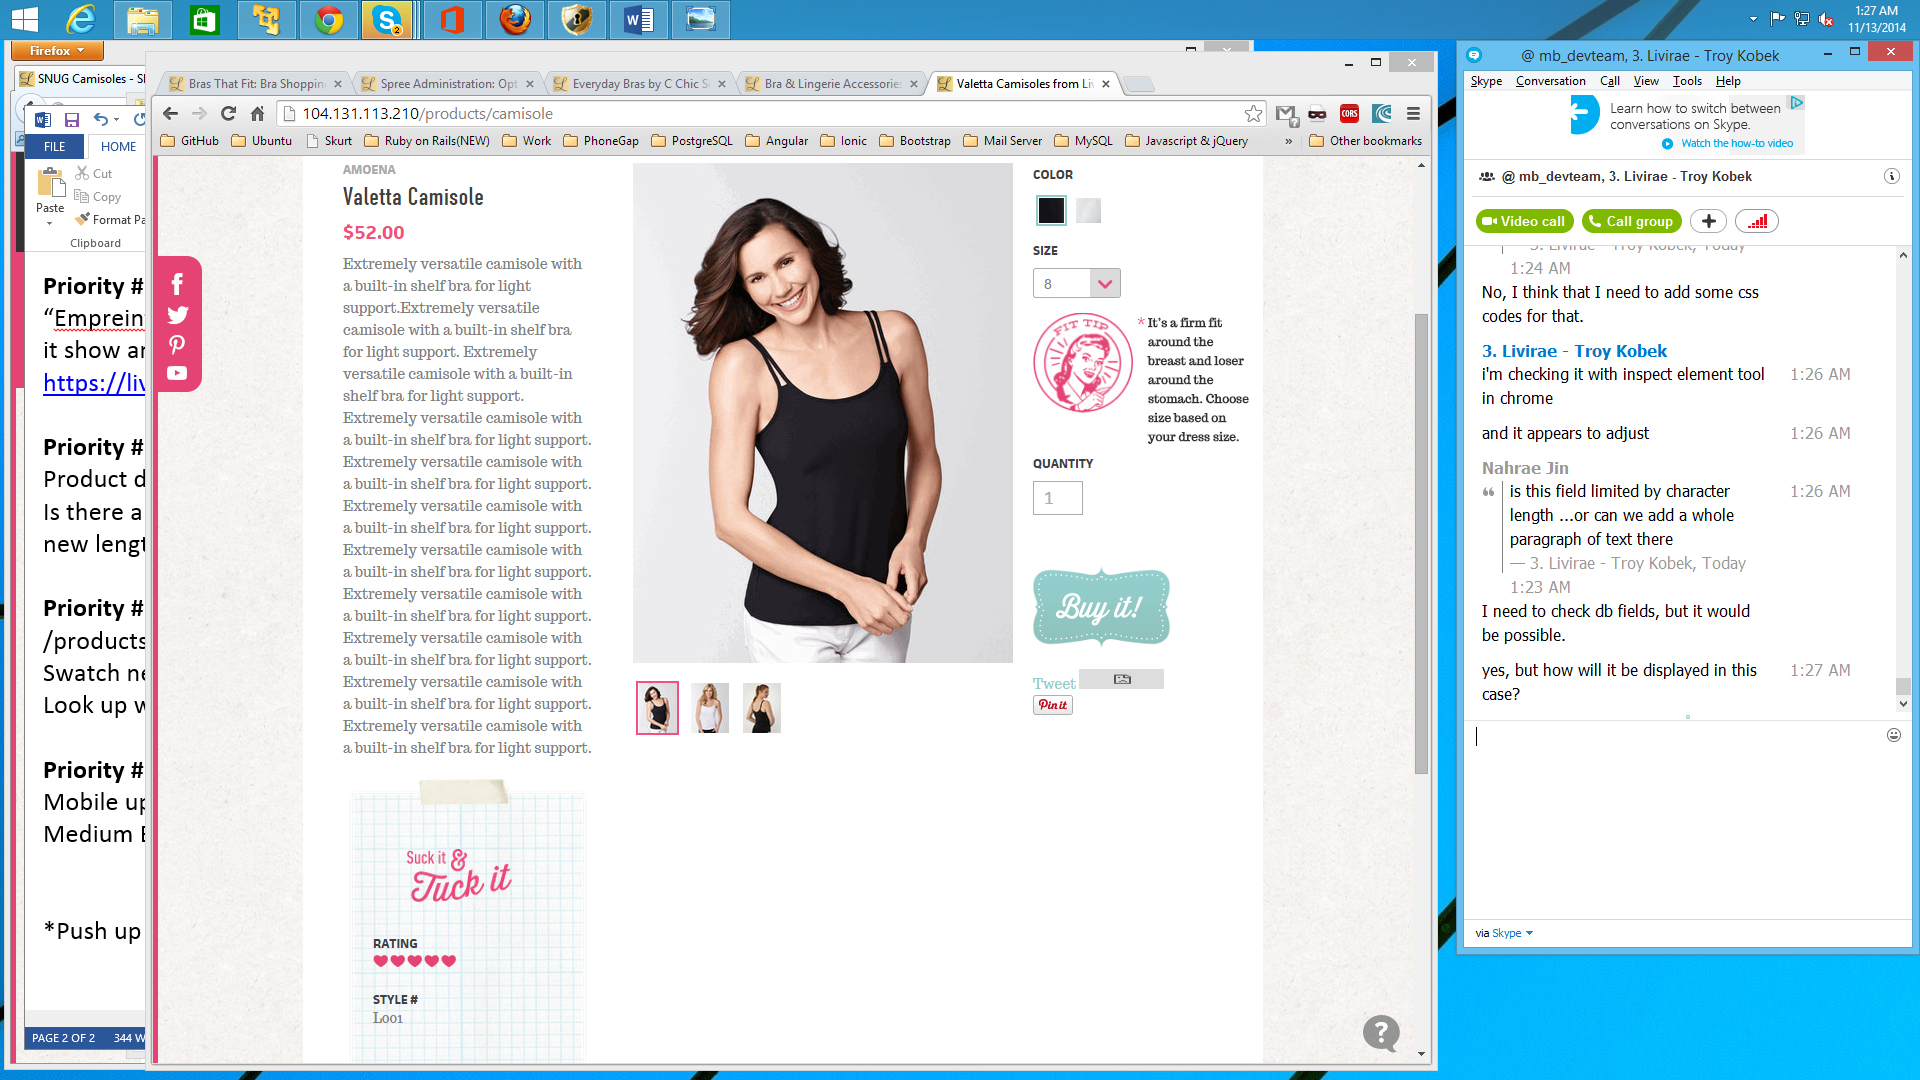 1:27 AM
11/13/2014
2
Firefox
SNUG Camisoles - S
FILE
HOME
Cut
Copy
Format Pa
Paste
Clipboard
Priority #
“Emprein
it show ar
https://liv
Priority #
Product d
Is there a
new lengt
Priority #
/products
Swatch ne
Look up w
Priority #
Mobile up
Medium B
*Push up
PAGE 2 OF 2 344 W
Bras That Fit: Bra Shopping
Spree Administration: Opt
Everyday Bras by C Chic S
Bra & Lingerie Accessories
Valetta Camisoles from Liv
104.131.113.210/products/camisole
CORS
GitHub
Ubuntu
Skurt
Ruby on Rails(NEW)
Work
PhoneGap
PostgreSQL
Angular
Ionic
Bootstrap
Mail Server
MySQL
Javascript & jQuery
»
Other bookmarks
AMOENA
Valetta Camisole
$52.00
Extremely versatile camisole with
a built-in shelf bra for light
support.Extremely versatile
camisole with a built-in shelf bra
for light support. Extremely
versatile camisole with a built-in
shelf bra for light support.
Extremely versatile camisole with
a built-in shelf bra for light support.
Extremely versatile camisole with
a built-in shelf bra for light support.
Extremely versatile camisole with
a built-in shelf bra for light support.
Extremely versatile camisole with
a built-in shelf bra for light support.
Extremely versatile camisole with
a built-in shelf bra for light support.
Extremely versatile camisole with
a built-in shelf bra for light support.
Extremely versatile camisole with
a built-in shelf bra for light support.
Extremely versatile camisole with
a built-in shelf bra for light support.
Suck it &
Tuck it
RATING
STYLE #
L001
COLOR
SIZE
8
FIT TIP
* It's a firm fit
around the
breast and loser
around the
stomach. Choose
size based on
your dress size.
QUANTITY
1
Buy it!
Tweet
Pin it
?
@ mb_devteam, 3. Livirae - Troy Kobek
Skype Conversation Call View Tools Help
Learn how to switch between
conversations on Skype.
Watch the how-to video
@ mb_devteam, 3. Livirae - Troy Kobek
Video call
Call group
— 3. Livirae - Troy Kobek, Today
1:24 AM
No, I think that I need to add some css
codes for that.
3. Livirae - Troy Kobek
i'm checking it with inspect element tool 1:26 AM
in chrome
and it appears to adjust 1:26 AM
Nahrae Jin
is this field limited by character 1:26 AM
length ...or can we add a whole
paragraph of text there
— 3. Livirae - Troy Kobek, Today
1:23 AM
I need to check db fields, but it would
be possible.
yes, but how will it be displayed in this 1:27 AM
case?
via Skype